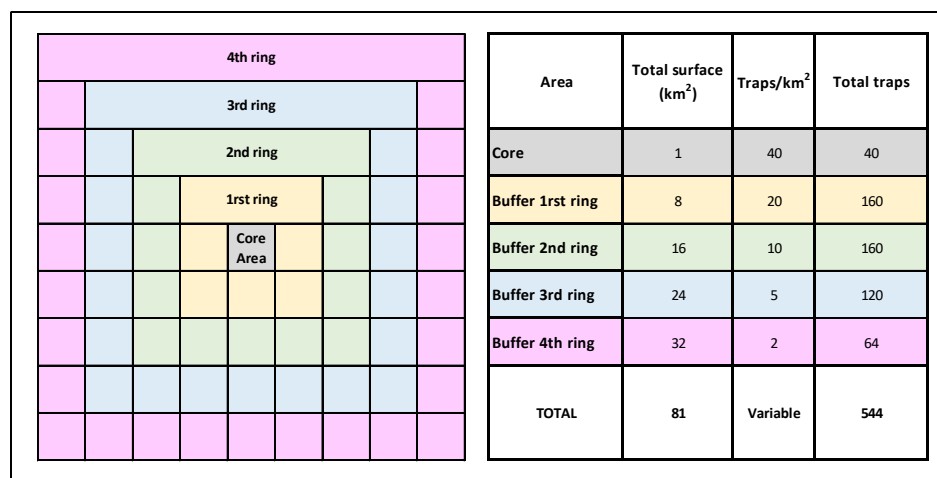 4th ring
3rd ring
2nd ring
1rst ring
Core
Area
Area
Total surface
(km²)
Traps/km²
Total traps
Core
1
40
40
Buffer 1rst ring
8
20
160
Buffer 2nd ring
16
10
160
Buffer 3rd ring
24
5
120
Buffer 4th ring
32
2
64
TOTAL
81
Variable
544